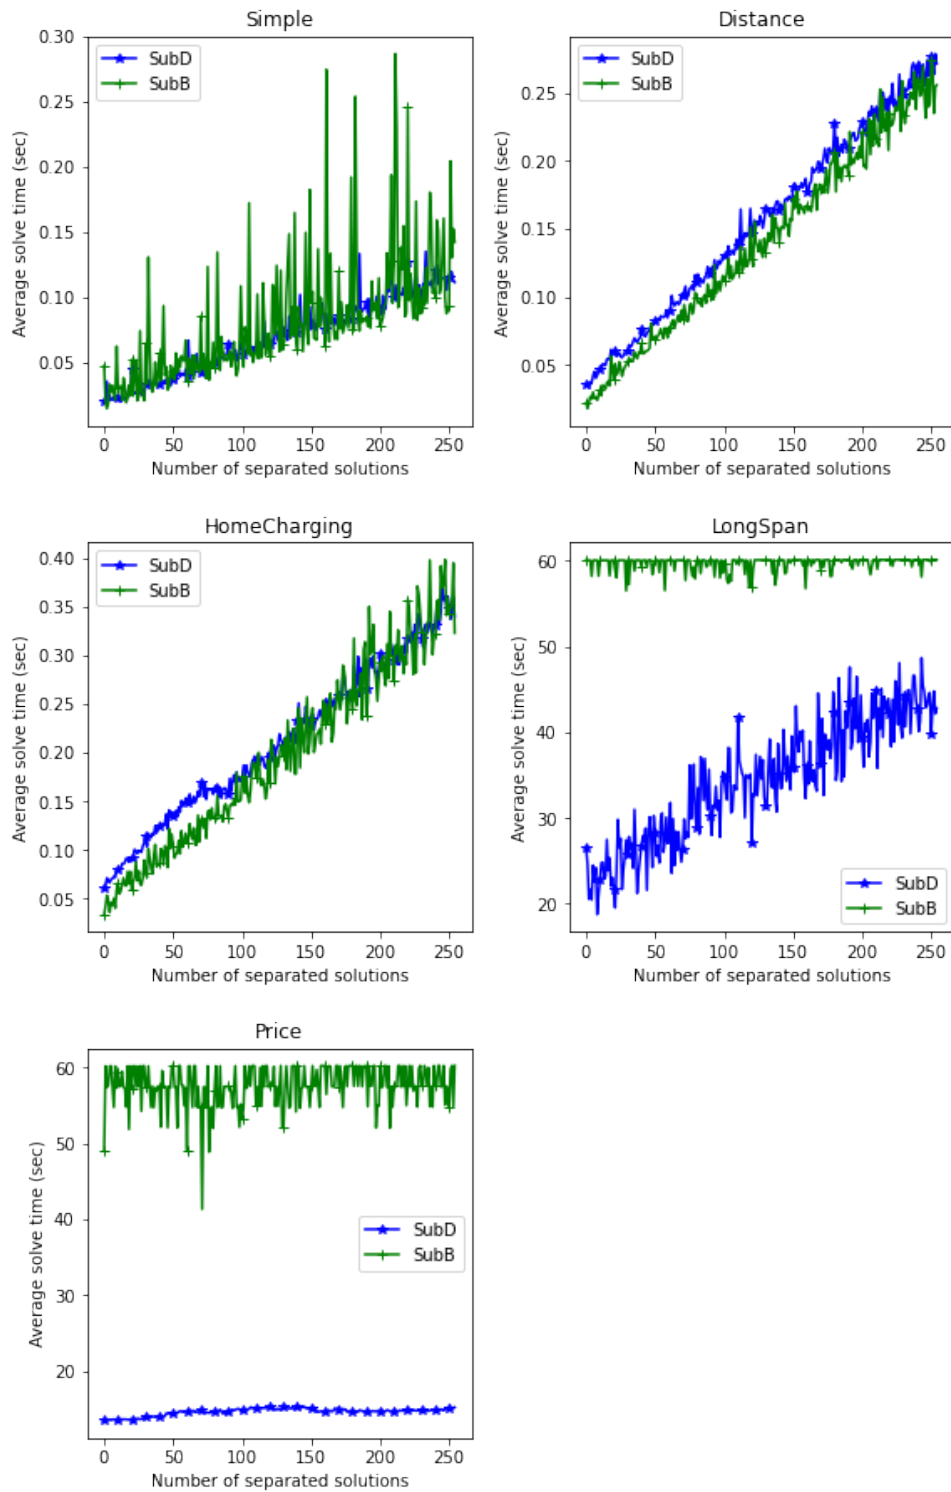 Simple
0.30
0.25
0.20
0.15
0.10
0.05
Average solve time (sec)
SubD
SubB
0 50 100 150 200 250
Number of separated solutions
Distance
0.25
0.20
0.15
0.10
0.05
Average solve time (sec)
SubD
SubB
0 50 100 150 200 250
Number of separated solutions
HomeCharging
0.40
0.35
0.30
0.25
0.20
0.15
0.10
0.05
Average solve time (sec)
SubD
SubB
0 50 100 150 200 250
Number of separated solutions
LongSpan
60
50
40
30
20
Average solve time (sec)
SubD
SubB
0 50 100 150 200 250
Number of separated solutions
Price
60
50
40
30
20
Average solve time (sec)
SubD
SubB
0 50 100 150 200 250
Number of separated solutions